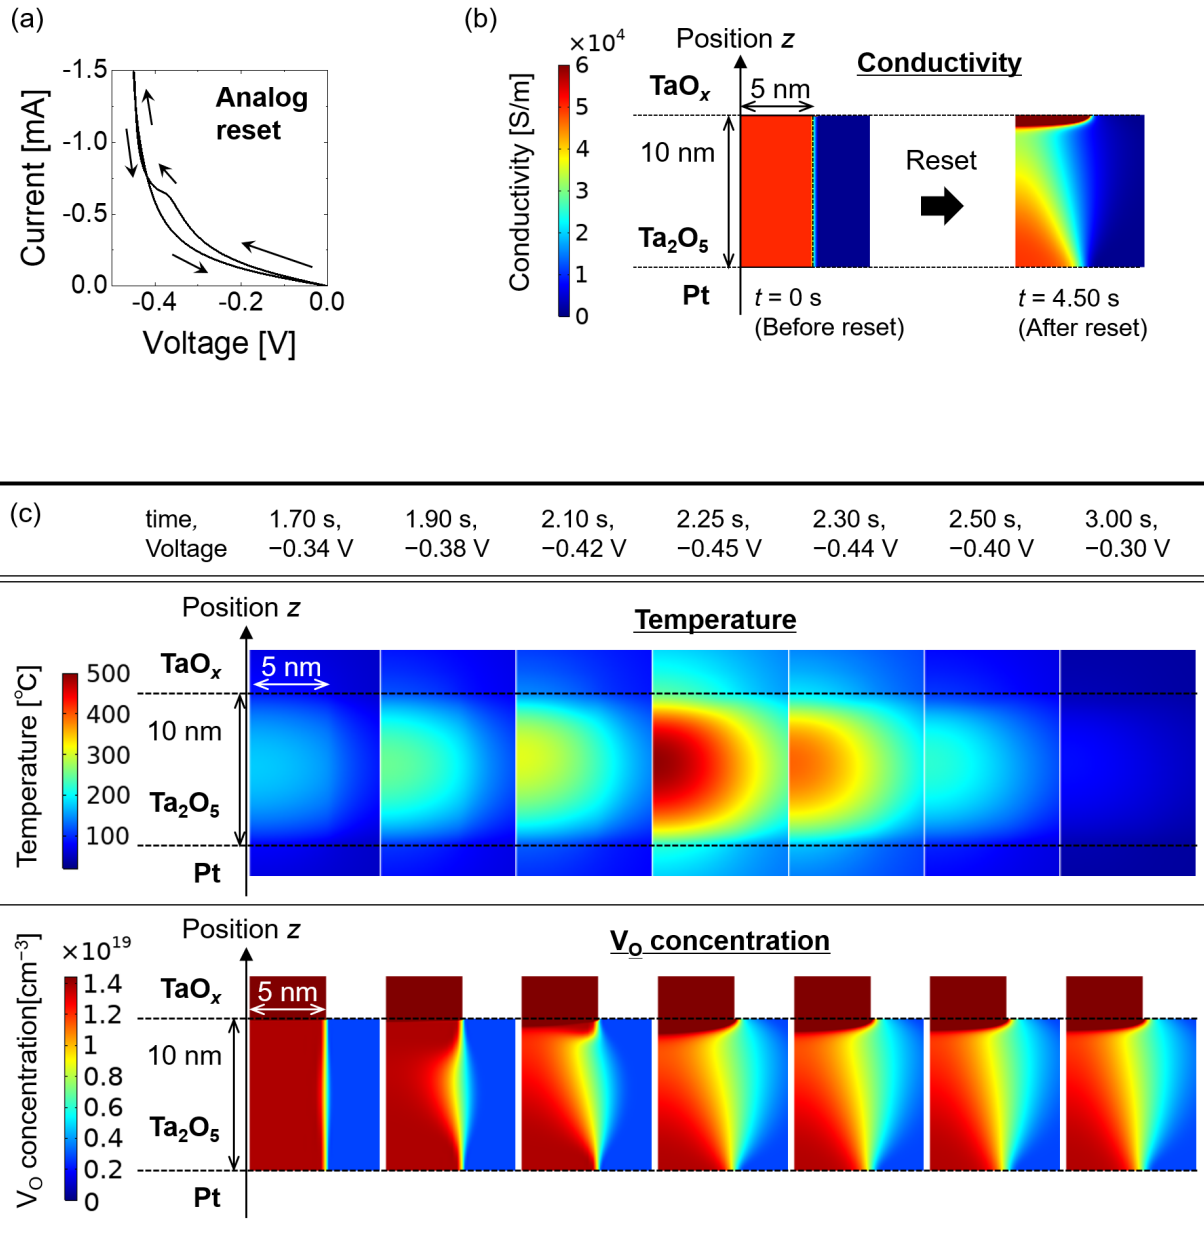 (a)
-1.5
-1.0
-0.5
0.0
-0.4
-0.2
0.0
Current [mA]
Voltage [V]
Analog
reset
(b)
×10⁴
6
5
4
3
2
1
0
Conductivity [S/m]
Position z
Conductivity
TaOₓ
5 nm
10 nm
Ta₂O₅
Pt
Reset
t = 0 s
(Before reset)
t = 4.50 s
(After reset)
(c)
time, 1.70 s, 1.90 s, 2.10 s, 2.25 s, 2.30 s, 2.50 s, 3.00 s,
Voltage −0.34 V −0.38 V −0.42 V −0.45 V −0.44 V −0.40 V −0.30 V
Position z
Temperature
TaOₓ
5 nm
10 nm
Ta₂O₅
Pt
500
400
300
200
100
Temperature [°C]
Position z
V_O concentration
×10¹⁹
TaOₓ
5 nm
10 nm
Ta₂O₅
Pt
1.4
1.2
1
0.8
0.6
0.4
0.2
0
V_O concentration[cm⁻³]